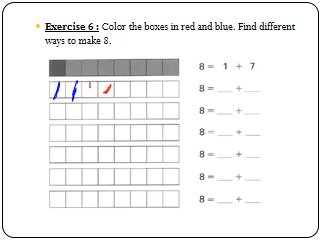 Exercise 6 : Color the boxes in red and blue. Find different
ways to make 8.
8 = 1 + 7
8 = ___ + ___
8 = ___ + ___
8 = ___ + ___
8 = ___ + ___
8 = ___ + ___
8 = ___ + ___